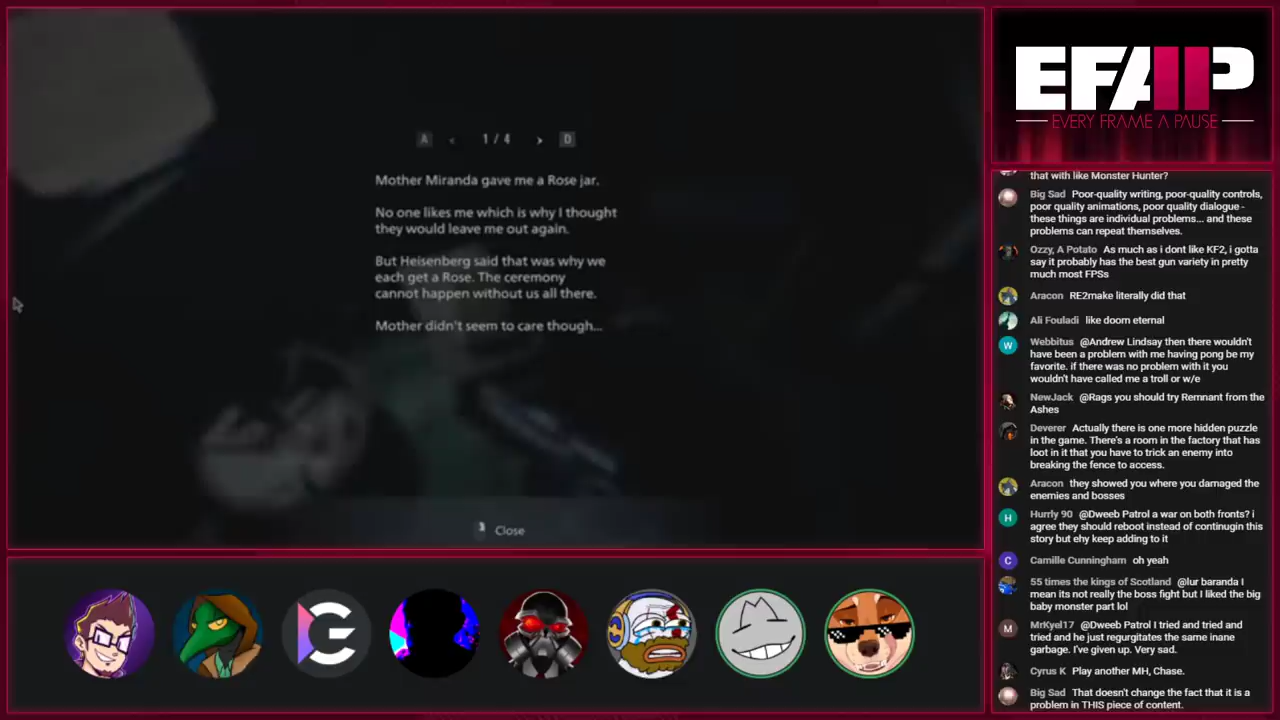 A < 1 / 4 > D
Mother Miranda gave me a Rose jar.
No one likes me which is why I thought
they would leave me out again.
But Heisenberg said that was why we
each get a Rose. The ceremony
cannot happen without us all there.
Mother didn't seem to care though...
Close
EFAP
EVERY FRAME A PAUSE
that with like Monster Hunter?
Big Sad Poor-quality writing, poor-quality controls,
poor quality animations, poor quality dialogue -
these things are individual problems... and these
problems can repeat themselves.
Ozzy, A Potato As much as i dont like KF2, i gotta
say it probably has the best gun variety in pretty
much most FPSs
Aracon RE2make literally did that
Ali Fouladi like doom eternal
W
Webbitus @Andrew Lindsay then there wouldn't
have been a problem with me having pong be my
favorite. if there was no problem with it you
wouldn't have called me a troll or w/e
NewJack @Rags you should try Remnant from the
Ashes
Deverer Actually there is one more hidden puzzle
in the game. There's a room in the factory that has
loot in it that you have to trick an enemy into
breaking the fence to access.
Aracon they showed you where you damaged the
enemies and bosses
H
Hurrly 90 @Dweeb Patrol a war on both fronts? i
agree they should reboot instead of continugin this
story but ehy keep adding to it
C
Camille Cunningham oh yeah
55 times the kings of Scotland @lur baranda I
mean its not really the boss fight but I liked the big
baby monster part lol
M
MrKyel17 @Dweeb Patrol I tried and tried and
tried and he just regurgitates the same inane
garbage. I've given up. Very sad.
Cyrus K Play another MH, Chase.
Big Sad That doesn't change the fact that it is a
problem in THIS piece of content.